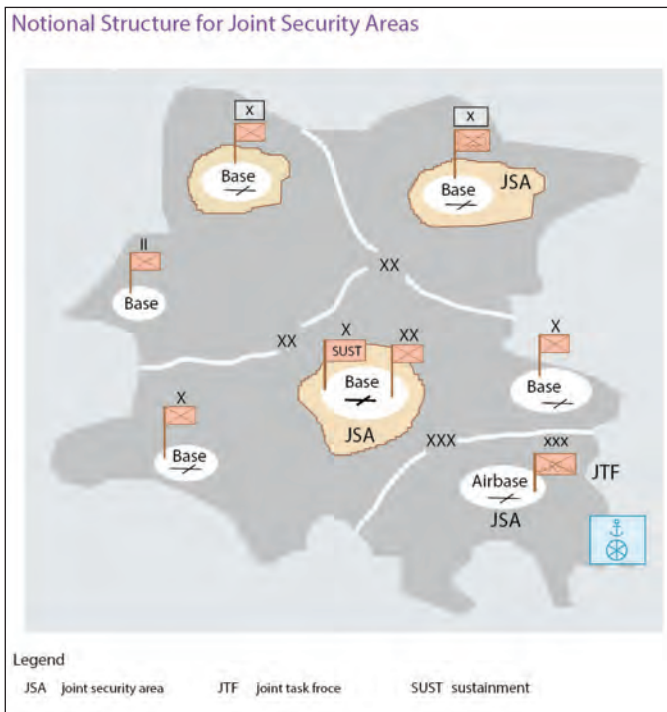 Notional Structure for Joint Security Areas
X
X
Base
Base
JSA
II
XX
Base
XX
X
XX
X
SUST
X
Base
Base
JSA
XXX
Base
xxx
Airbase
JTF
JSA
Legend
JSA joint security area JTF joint task froce SUST sustainment